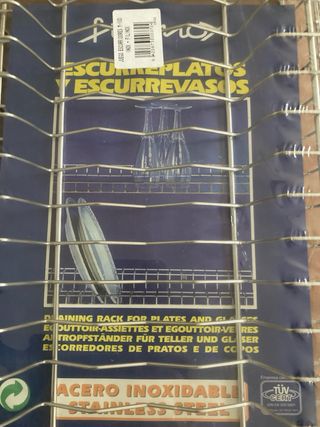 ESCURREPLATOS
Y ESCURREVASOS
DRAINING RACK FOR PLATES AND GLASSES
EGOUTTOIR-ASSIETTES ET EGOUTTOIR-VERRES
ABTROPFSTÄNDER FÜR TELLER UND GLÄSER
ESCORREDORES DE PRATOS E DE COPOS
ACERO INOXIDABLE
STAINLESS STEEL
TÜV
CERT